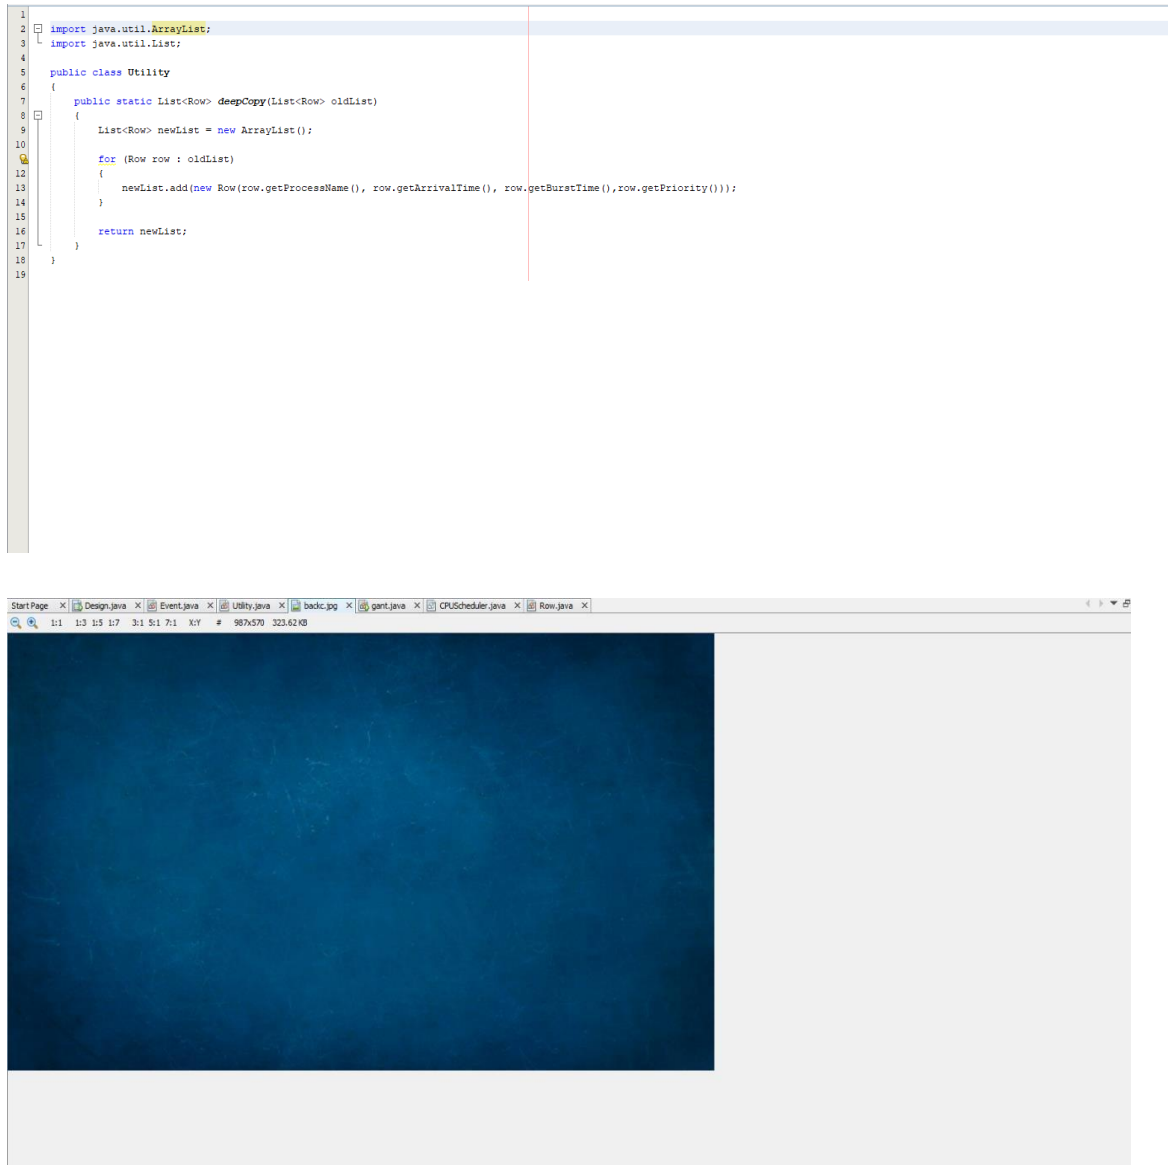 1
2 import java.util.ArrayList;
3 import java.util.List;
4
5 public class Utility
6 {
7 public static List<Row> deepCopy(List<Row> oldList)
8 {
9 List<Row> newList = new ArrayList();
10
for (Row row : oldList)
12 {
13 newList.add(new Row(row.getProcessName(), row.getArrivalTime(), row.getBurstTime(),row.getPriority()));
14 }
15
16 return newList;
17 }
18 }
19
Start Page Design.java Event.java Utility.java backc.jpg gant.java CPUScheduler.java Row.java
1:1 1:3 1:5 1:7 3:1 5:1 7:1 X:Y # 987x570 323.62 KB